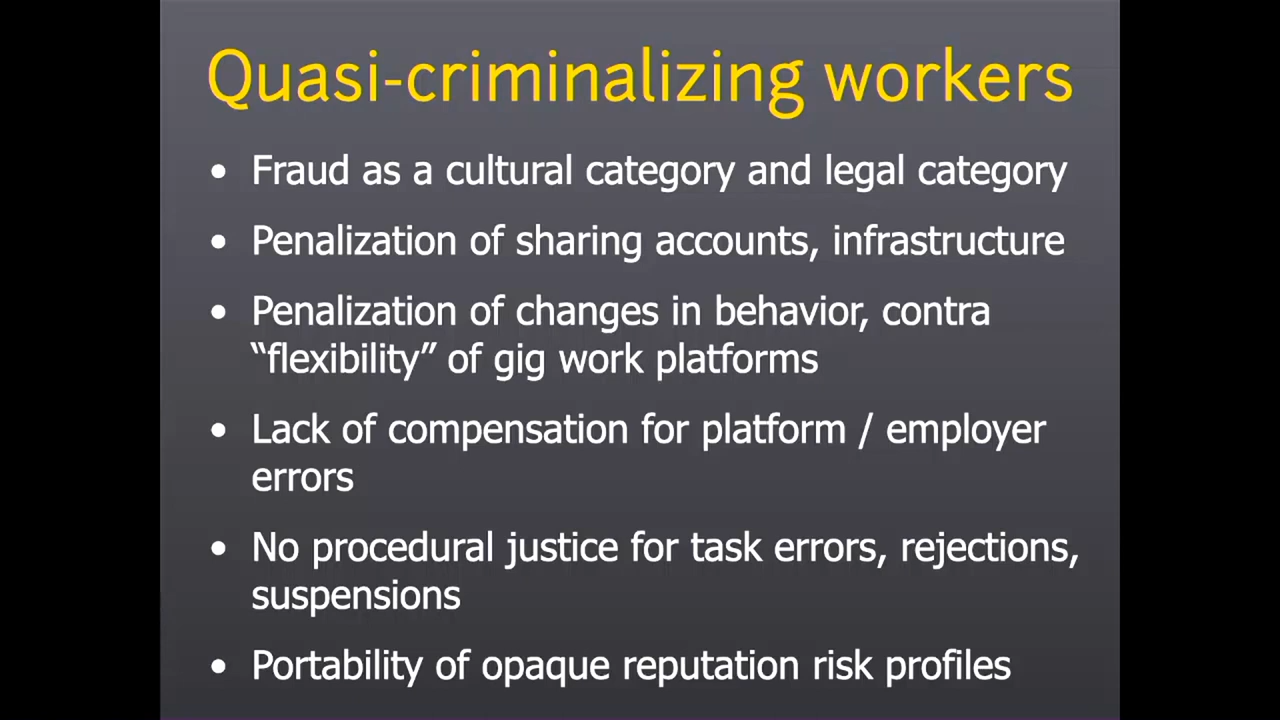 Quasi-criminalizing workers
• Fraud as a cultural category and legal category
• Penalization of sharing accounts, infrastructure
• Penalization of changes in behavior, contra
“flexibility” of gig work platforms
• Lack of compensation for platform / employer
errors
• No procedural justice for task errors, rejections,
suspensions
• Portability of opaque reputation risk profiles